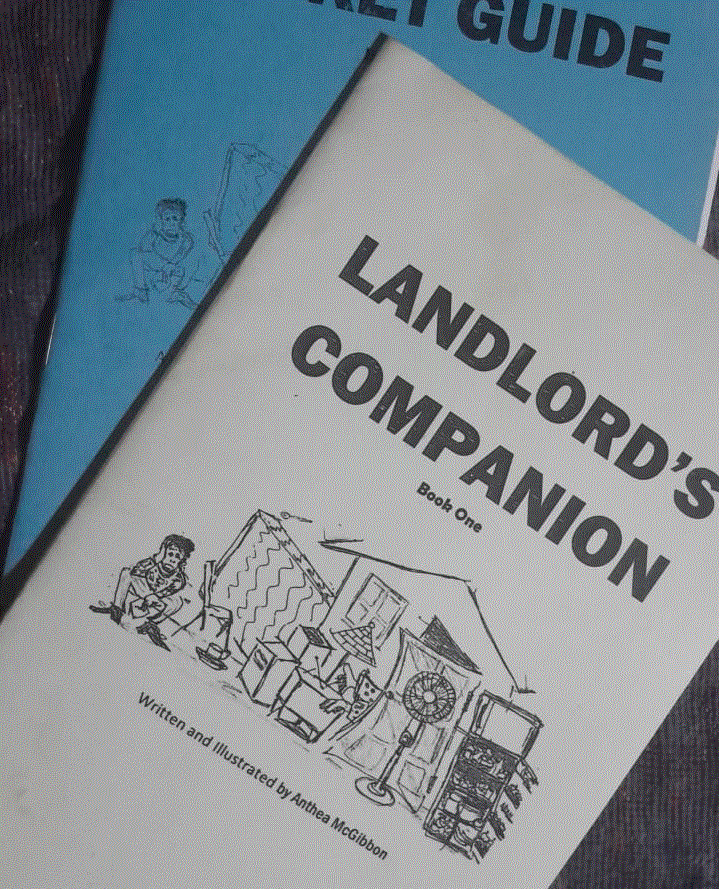 GUIDE
LANDLORD'S
COMPANION
Book One
Written and Illustrated by Anthea McGibbon